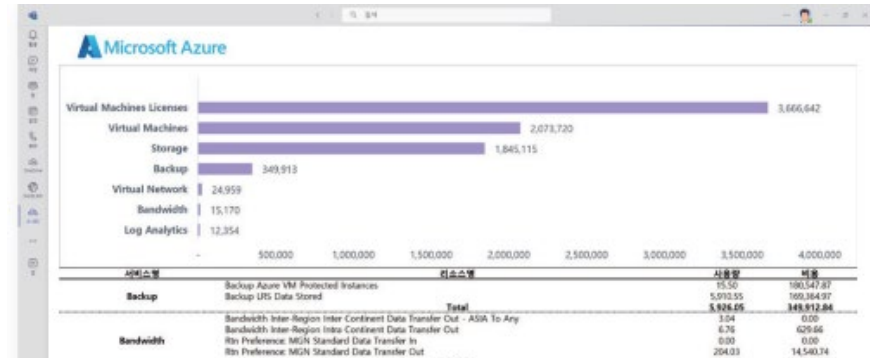 검색
Microsoft Azure
Virtual Machines Licenses 3,666,642
Virtual Machines 2,073,720
Storage 1,845,115
Backup 349,913
Virtual Network 24,959
Bandwidth 15,170
Log Analytics 12,354
- 500,000 1,000,000 1,500,000 2,000,000 2,500,000 3,000,000 3,500,000 4,000,000
서비스명 리소스명 사용량 비용
Backup Azure VM Protected Instances 15.50 180,547.87
Backup Backup LRS Data Stored 5,910.55 169,364.97
Total 5,926.05 349,912.84
Bandwidth Inter-Region Inter Continent Data Transfer Out - ASIA To Any 3.04 0.00
Bandwidth Inter-Region Intra Continent Data Transfer Out 6.76 629.66
Bandwidth Rtn Preference: MGN Standard Data Transfer In 0.00 0.00
Rtn Preference: MGN Standard Data Transfer Out 204.03 14,540.74